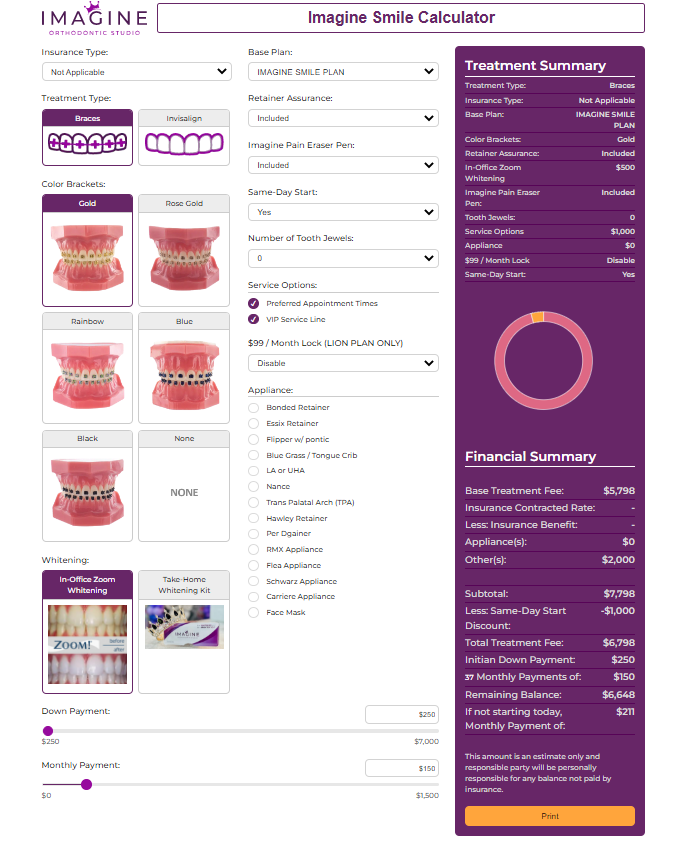 IMAGINE
ORTHODONTIC STUDIO
Imagine Smile Calculator
Insurance Type:
Not Applicable
Treatment Type:
Braces
Invisalign
Color Brackets:
Gold
Rose Gold
Rainbow
Blue
Black
None
NONE
Whitening:
In-Office Zoom
Whitening
Take-Home
Whitening Kit
ZOOM!
before
after
IMAGINE
Base Plan:
IMAGINE SMILE PLAN
Retainer Assurance:
Included
Imagine Pain Eraser Pen:
Included
Same-Day Start:
Yes
Number of Tooth Jewels:
0
Service Options:
Preferred Appointment Times
VIP Service Line
$99 / Month Lock (LION PLAN ONLY)
Disable
Appliance:
Bonded Retainer
Essix Retainer
Flipper w/ pontic
Blue Grass / Tongue Crib
LA or UHA
Nance
Trans Palatal Arch (TPA)
Hawley Retainer
Per Dgainer
RMX Appliance
Flea Appliance
Schwarz Appliance
Carriere Appliance
Face Mask
Down Payment:
$250
$250
$7,000
Monthly Payment:
$150
$0
$1,500
Treatment Summary
Treatment Type: Braces
Insurance Type: Not Applicable
Base Plan: IMAGINE SMILE
PLAN
Color Brackets: Gold
Retainer Assurance: Included
In-Office Zoom $500
Whitening
Imagine Pain Eraser Included
Pen:
Tooth Jewels: 0
Service Options $1,000
Appliance $0
$99 / Month Lock Disable
Same-Day Start: Yes
Financial Summary
Base Treatment Fee: $5,798
Insurance Contracted Rate: -
Less: Insurance Benefit: -
Appliance(s): $0
Other(s): $2,000
Subtotal: $7,798
Less: Same-Day Start -$1,000
Discount:
Total Treatment Fee: $6,798
Initian Down Payment: $250
37 Monthly Payments of: $150
Remaining Balance: $6,648
If not starting today, $211
Monthly Payment of:
This amount is an estimate only and
responsible party will be personally
responsible for any balance not paid by
insurance.
Print